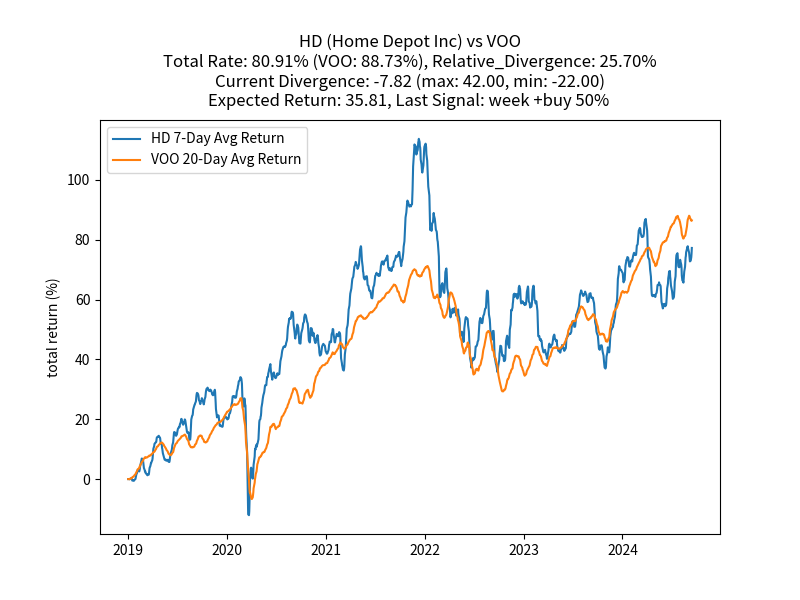 HD (Home Depot Inc) vs VOO
Total Rate: 80.91% (VOO: 88.73%), Relative_Divergence: 25.70%
Current Divergence: -7.82 (max: 42.00, min: -22.00)
Expected Return: 35.81, Last Signal: week +buy 50%
HD 7-Day Avg Return
VOO 20-Day Avg Return
total return (%)
100
80
60
40
20
0
2019 2020 2021 2022 2023 2024